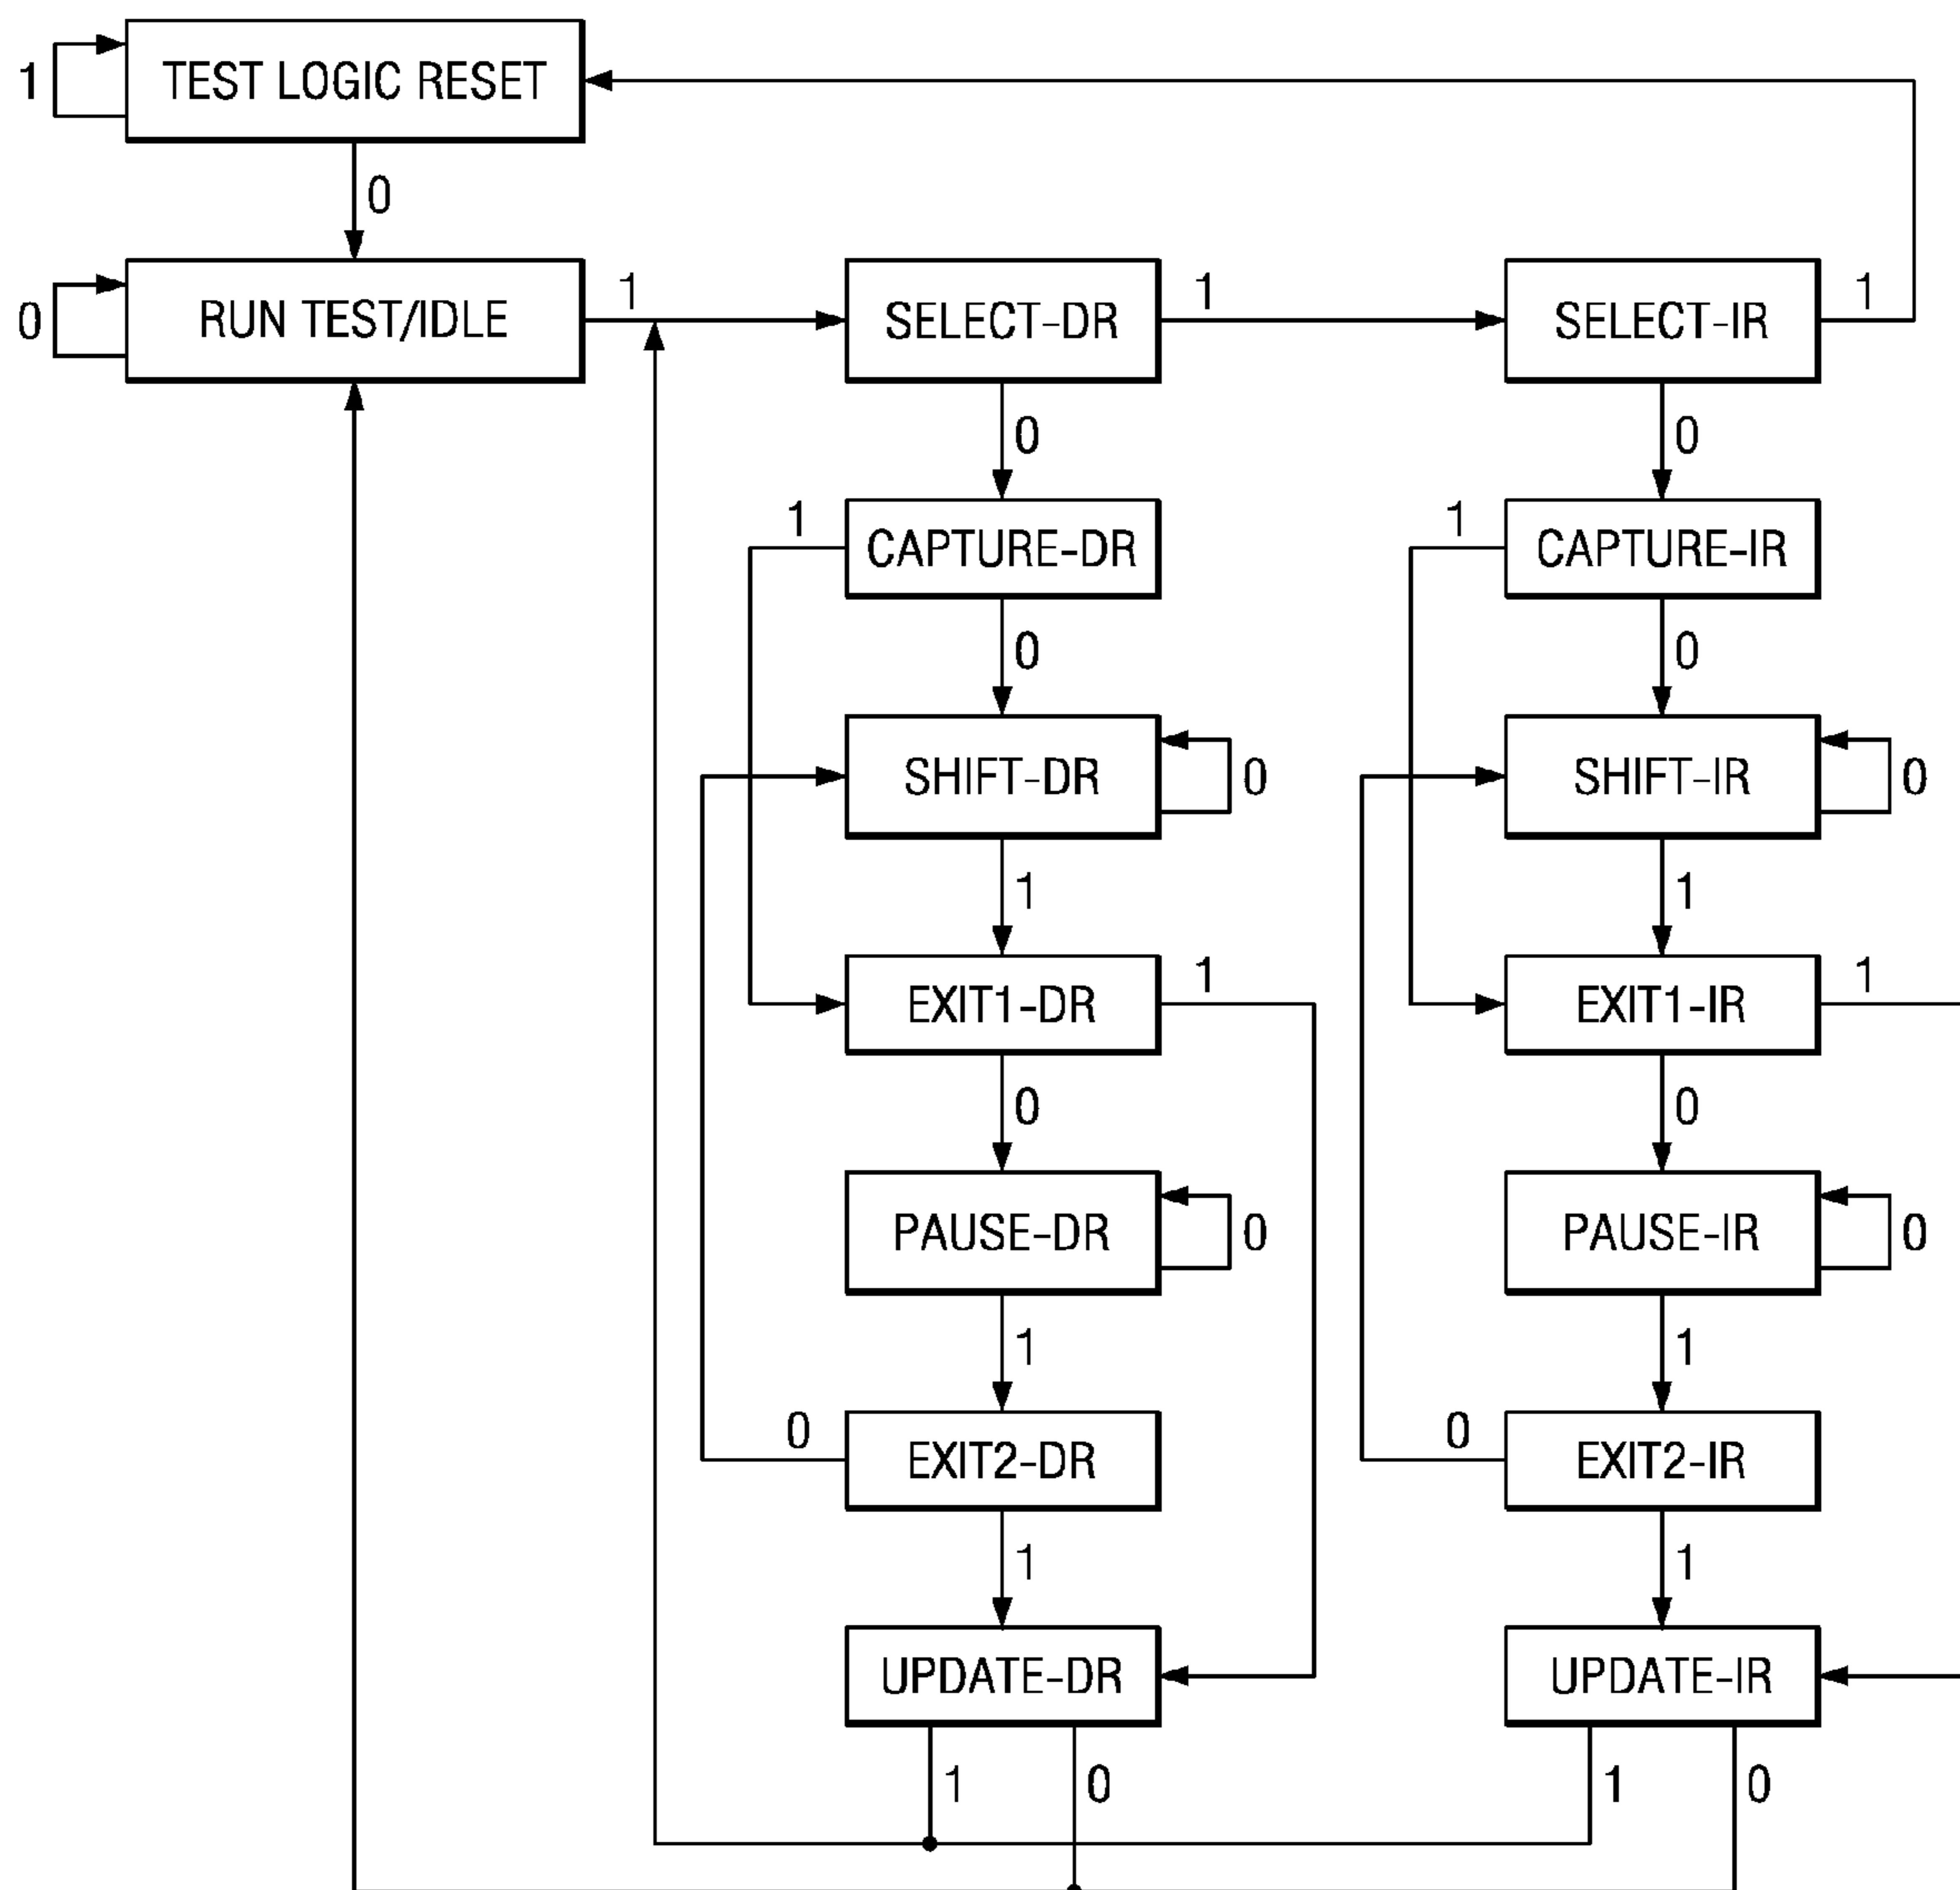 TEST LOGIC RESET
1
0
RUN TEST/IDLE
0
1
SELECT-DR
1
SELECT-IR
1
0
0
1
CAPTURE-DR
1
CAPTURE-IR
0
0
SHIFT-DR
0
SHIFT-IR
0
1
1
EXIT1-DR
1
EXIT1-IR
1
0
0
PAUSE-DR
0
PAUSE-IR
0
1
1
0
EXIT2-DR
0
EXIT2-IR
1
1
UPDATE-DR
UPDATE-IR
1
0
1
0